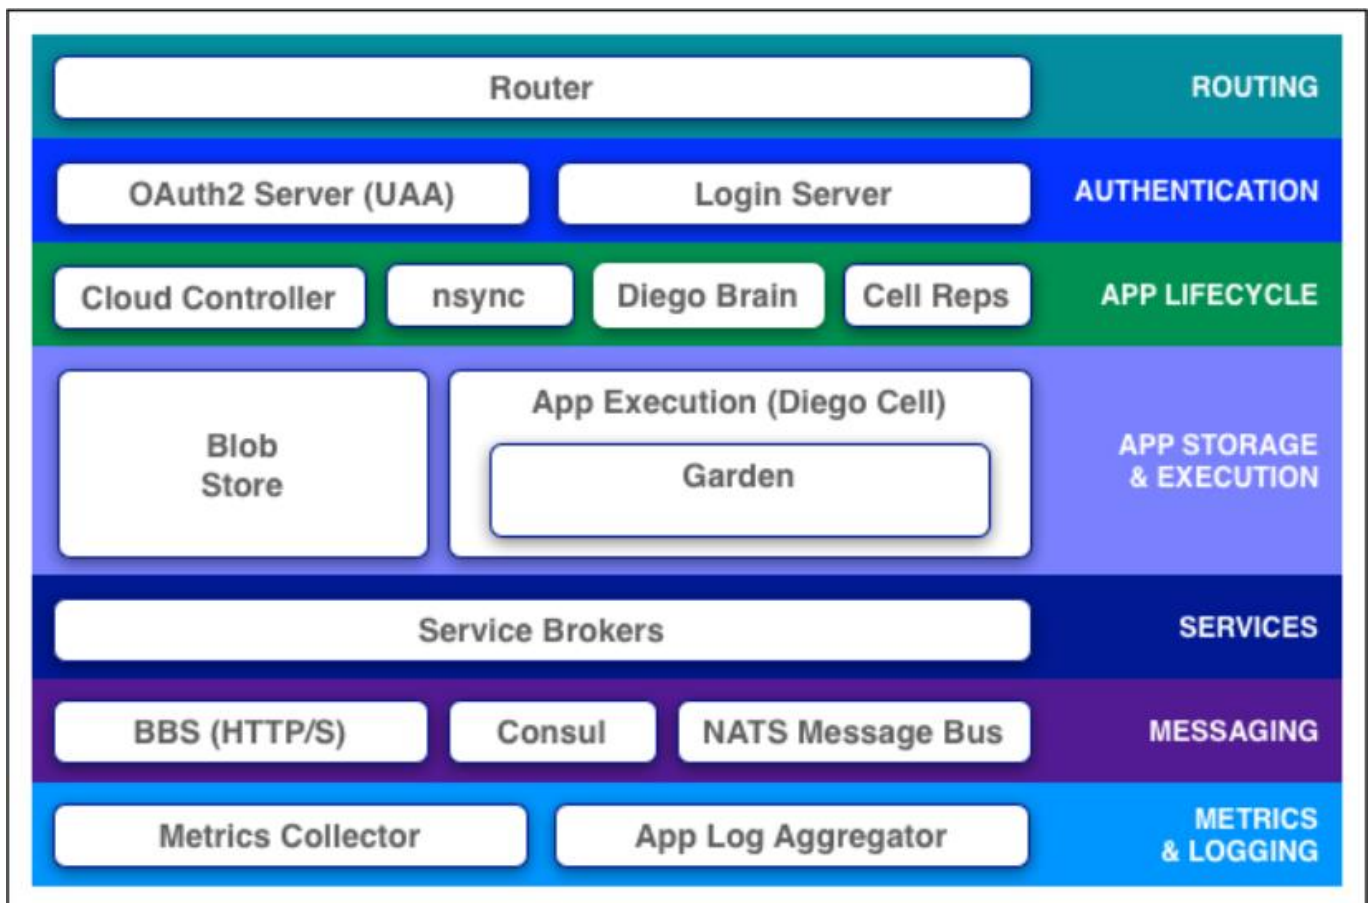 Router
ROUTING
OAuth2 Server (UAA)
Login Server
AUTHENTICATION
Cloud Controller
nsync
Diego Brain
Cell Reps
APP LIFECYCLE
Blob
Store
App Execution (Diego Cell)
Garden
APP STORAGE
& EXECUTION
Service Brokers
SERVICES
BBS (HTTP/S)
Consul
NATS Message Bus
MESSAGING
Metrics Collector
App Log Aggregator
METRICS
& LOGGING